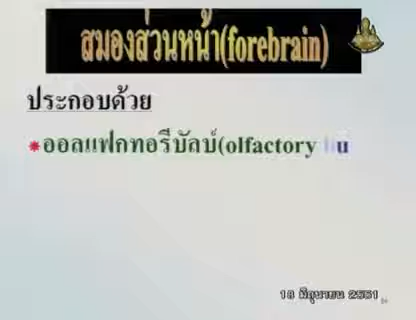 สมองส่วนหน้า(forebrain)
ประกอบด้วย
*ออลแฟกทอรีบัลบ์(olfactory bu
18 มิถุนายน 2551